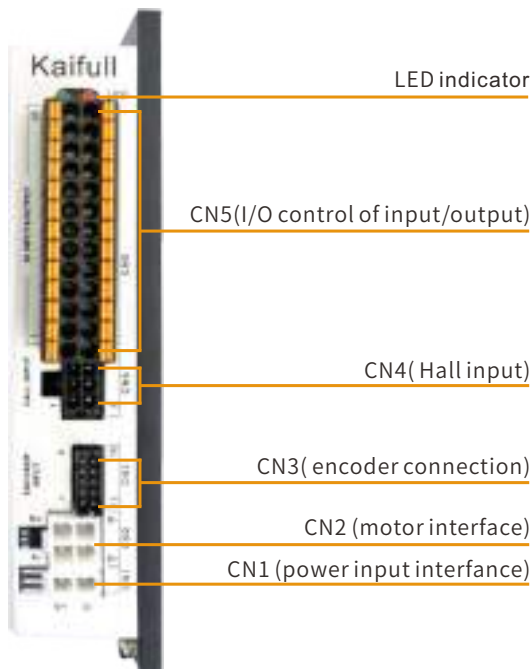 Kaifull
LED indicator
CN5(I/O control of input/output)
CN4( Hall input)
CN3( encoder connection)
CN2 (motor interface)
CN1 (power input interfance)